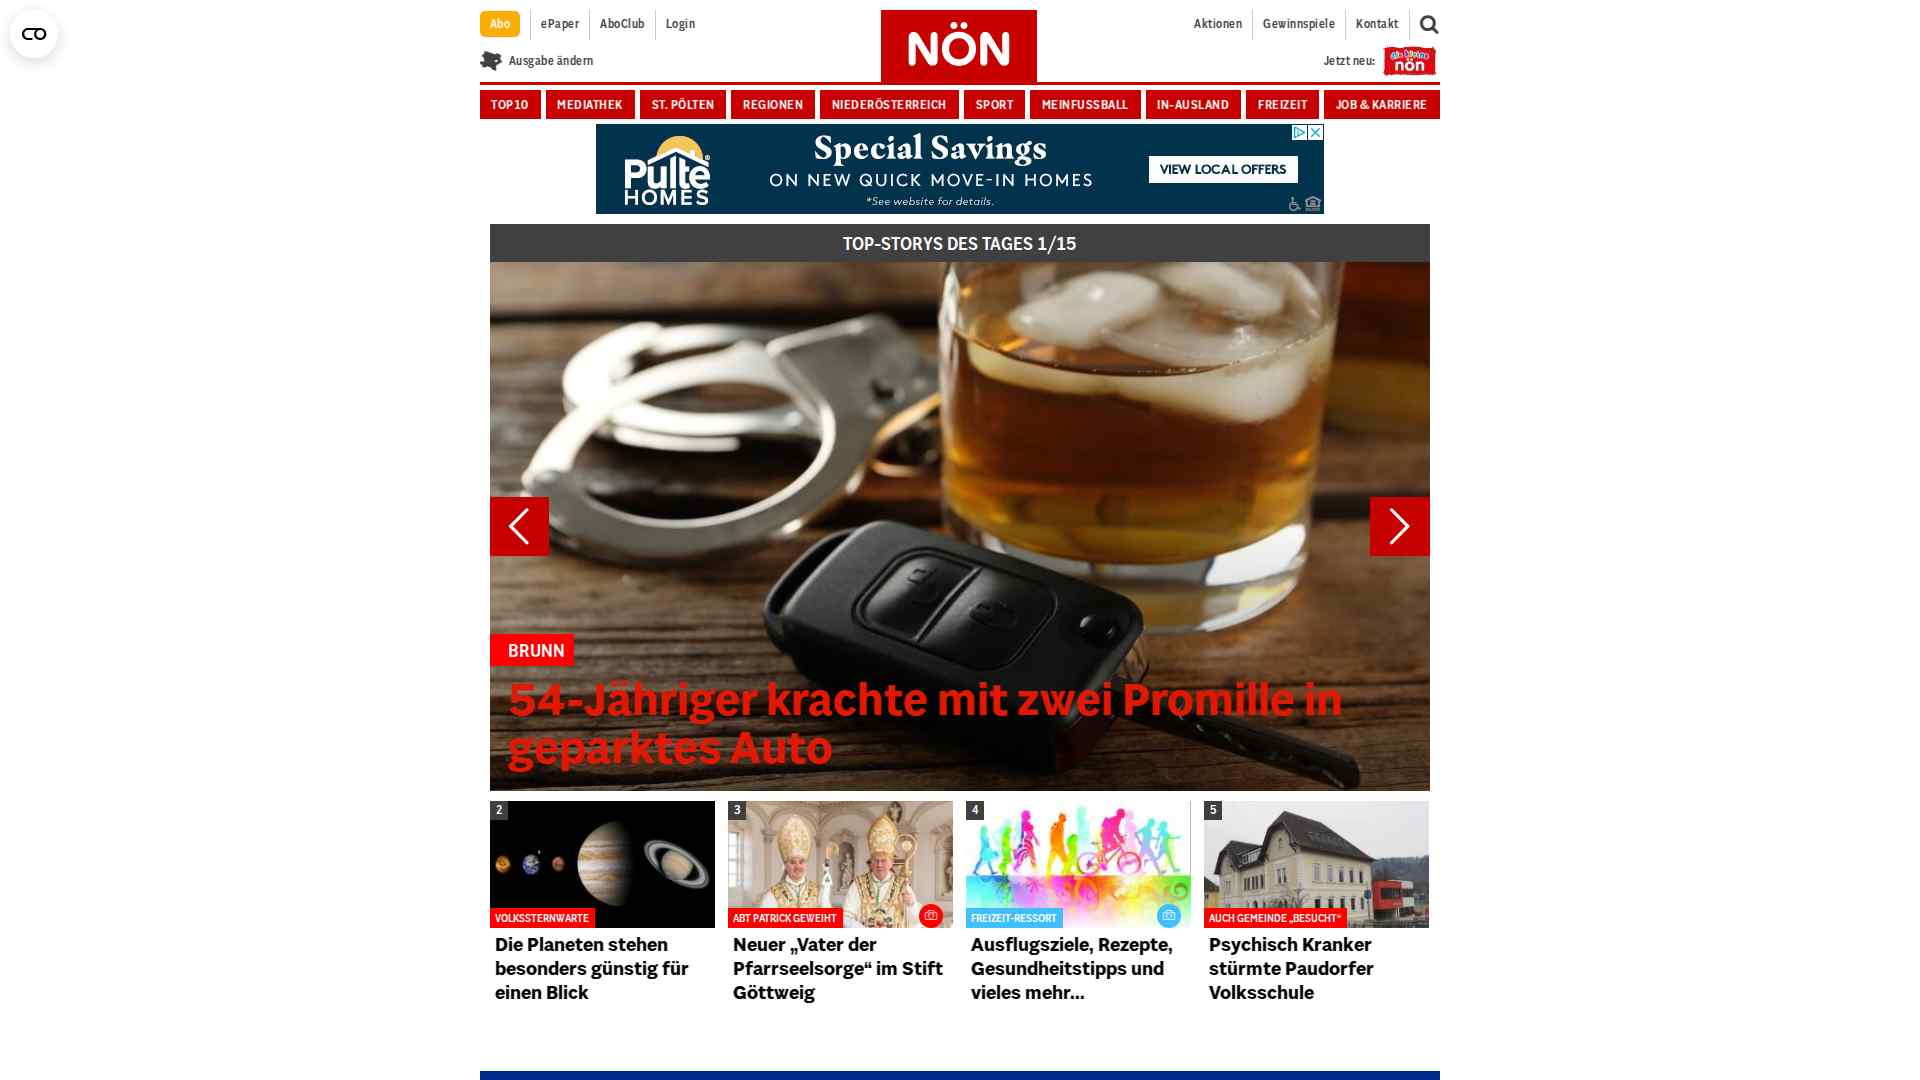 Abo
ePaper
AboClub
Login
NÖN
Aktionen
Gewinnspiele
Kontakt
Ausgabe ändern
Jetzt neu:
die kleine
nön
TOP10
MEDIATHEK
ST. PÖLTEN
REGIONEN
NIEDERÖSTERREICH
SPORT
MEINFUSSBALL
IN-AUSLAND
FREIZEIT
JOB & KARRIERE
Pulte
HOMES
Special Savings
ON NEW QUICK MOVE-IN HOMES
*See website for details.
VIEW LOCAL OFFERS
TOP-STORYS DES TAGES 1/15
BRUNN
54-Jähriger krachte mit zwei Promille in
geparktes Auto
2
VOLKSSTERNWARTE
Die Planeten stehen
besonders günstig für
einen Blick
3
ABT PATRICK GEWEIHT
Neuer „Vater der
Pfarrseelsorge“ im Stift
Göttweig
4
FREIZEIT-RESSORT
Ausflugsziele, Rezepte,
Gesundheitstipps und
vieles mehr...
5
AUCH GEMEINDE „BESUCHT“
Psychisch Kranker
stürmte Paudorfer
Volksschule